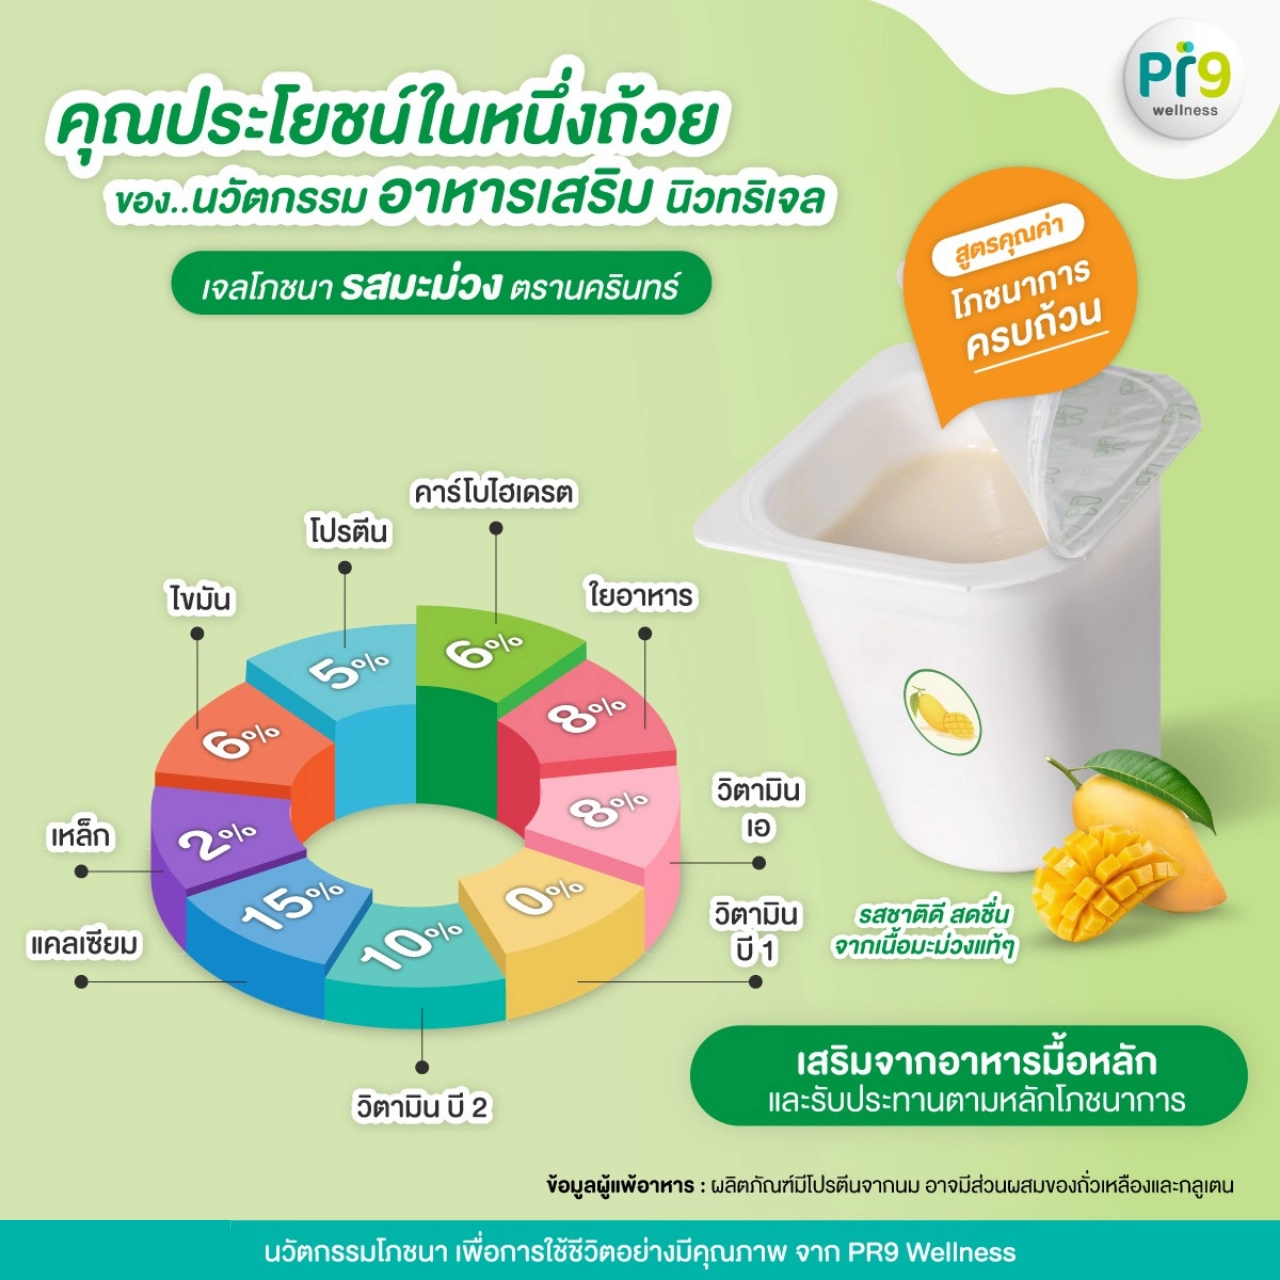 Pr9
wellness
คุณประโยชน์ในหนึ่งถ้วย
ของ..นวัตกรรม อาหารเสริม นิวทริเจล
เจลโภชนา รสมะม่วง ตรานครินทร์
สูตรคุณค่า
โภชนาการ
ครบถ้วน
คาร์โบไฮเดรต
โปรตีน
ไขมัน
ใยอาหาร
6%
5%
8%
6%
8%
2%
15%
0%
10%
วิตามิน
เอ
เหล็ก
วิตามิน
บี 1
แคลเซียม
วิตามิน บี 2
รสชาติดี สดชื่น
จากเนื้อมะม่วงแท้ๆ
เสริมจากอาหารมื้อหลัก
และรับประทานตามหลักโภชนาการ
ข้อมูลผู้แพ้อาหาร : ผลิตภัณฑ์มีโปรตีนจากนม อาจมีส่วนผสมของถั่วเหลืองและกลูเตน
นวัตกรรมโภชนา เพื่อการใช้ชีวิตอย่างมีคุณภาพ จาก PR9 Wellness